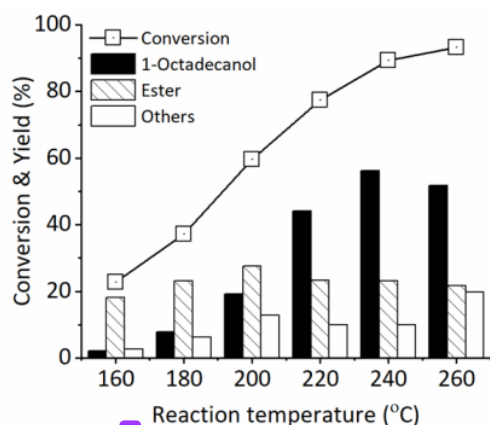 100
80
60
40
20
0
Conversion & Yield (%)
Conversion
1-Octadecanol
Ester
Others
160 180 200 220 240 260
Reaction temperature (°C)